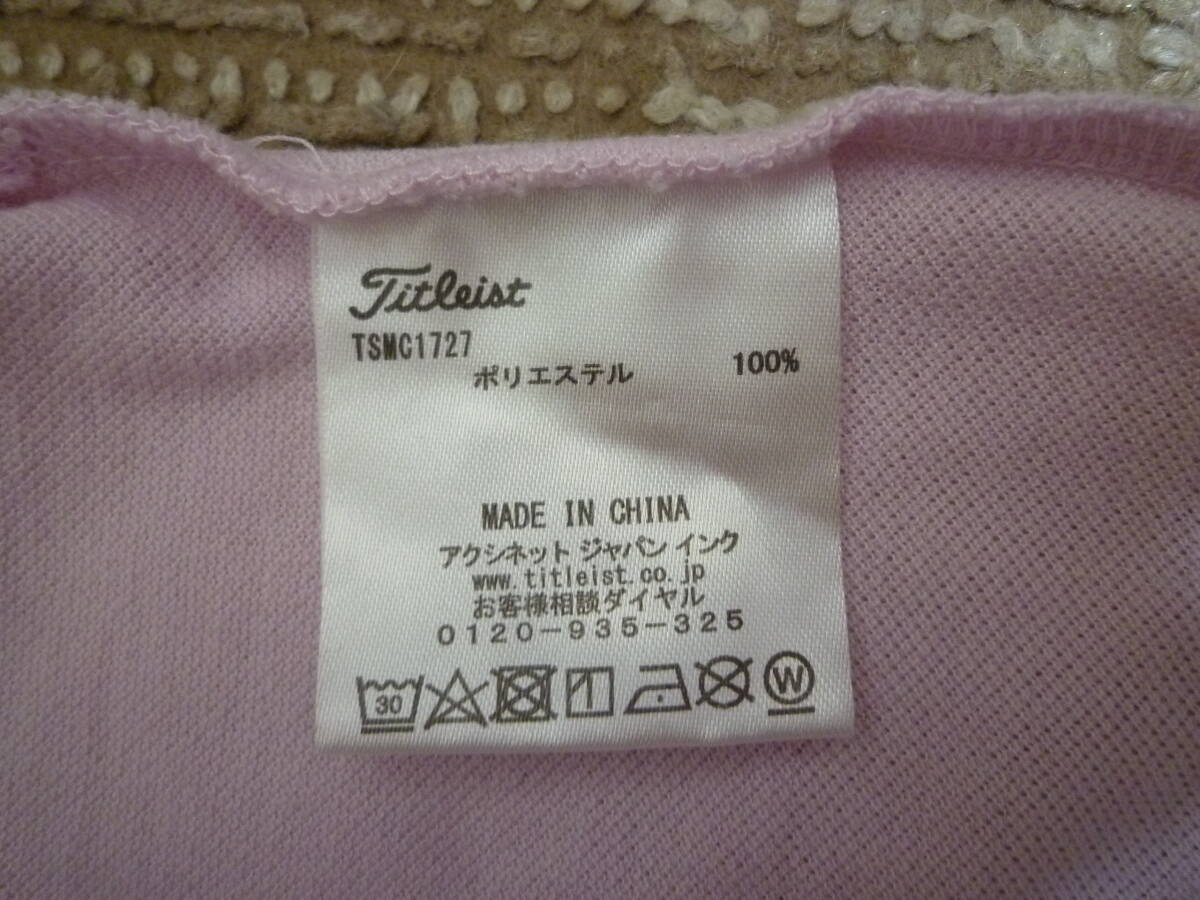 Titleist
TSMC1727
ポリエステル 100%
MADE IN CHINA
アクシネット ジャパン インク
www.titleist.co.jp
お客様相談ダイヤル
0120-935-325
30 W